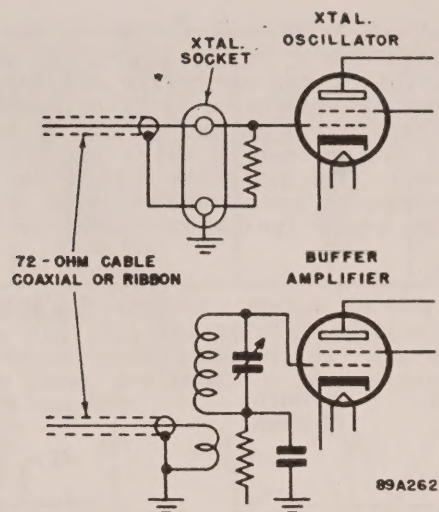 XTAL.
OSCILLATOR
XTAL.
SOCKET
72-OHM CABLE
COAXIAL OR RIBBON
BUFFER
AMPLIFIER
89A262